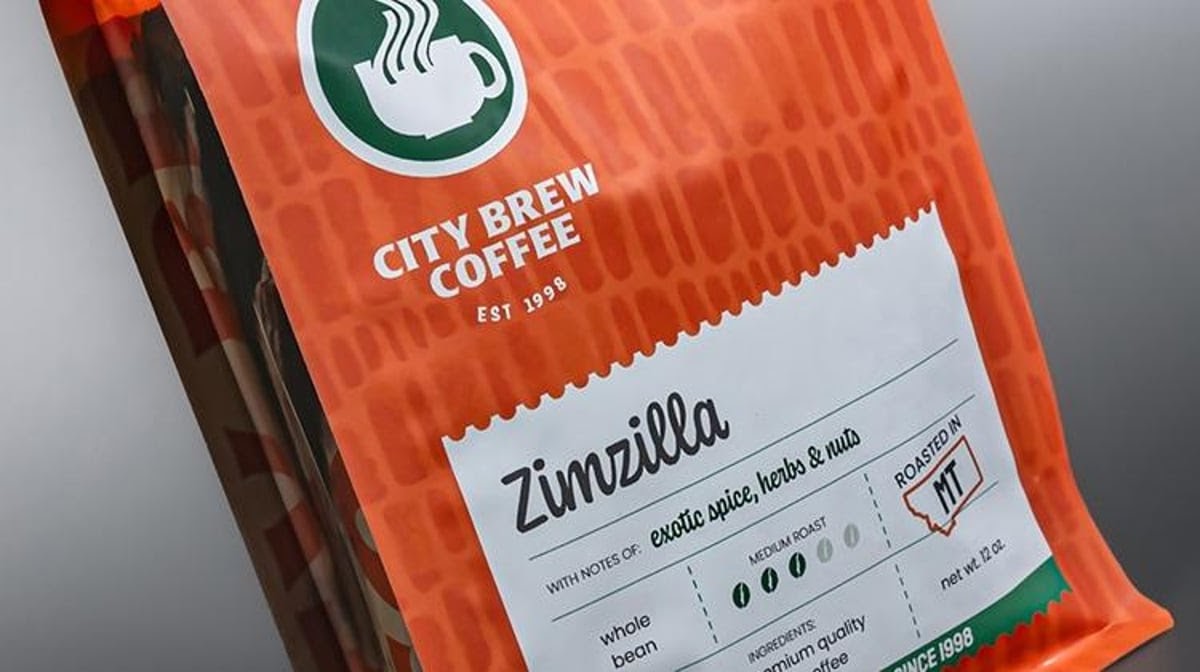 CITY BREW
COFFEE
EST 1998
Zimzilla
WITH NOTES OF: exotic spice, herbs & nuts
whole
bean
MEDIUM ROAST
INGREDIENTS:
quality
ROASTED IN
MT
net wt. 12 oz.
SINCE 1998